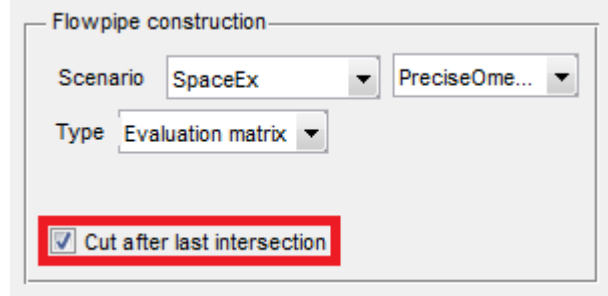 Flowpipe construction
Scenario SpaceEx PreciseOme...
Type Evaluation matrix
Cut after last intersection